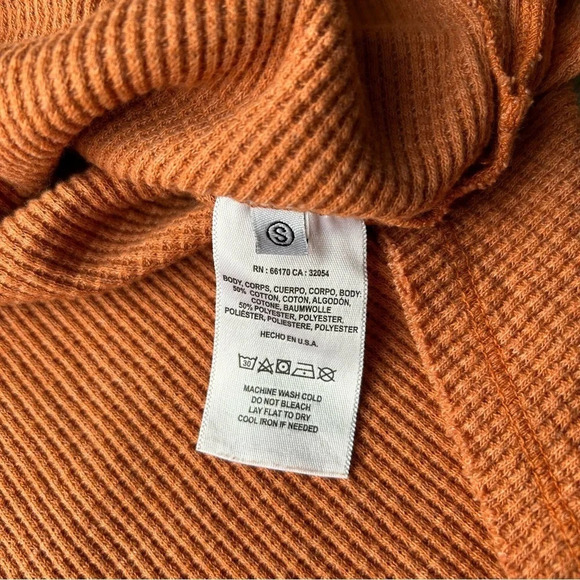 S
RN : 66170 CA : 32054
BODY, CORPS, CUERPO, CORPO, BODY:
50% COTTON, COTON, ALGODÓN,
COTONE, BAUMWOLLE
50% POLYESTER, POLYESTER,
POLIÉSTER, POLIESTERE, POLYESTER
HECHO EN U.S.A.
30
MACHINE WASH COLD
DO NOT BLEACH
LAY FLAT TO DRY
COOL IRON IF NEEDED